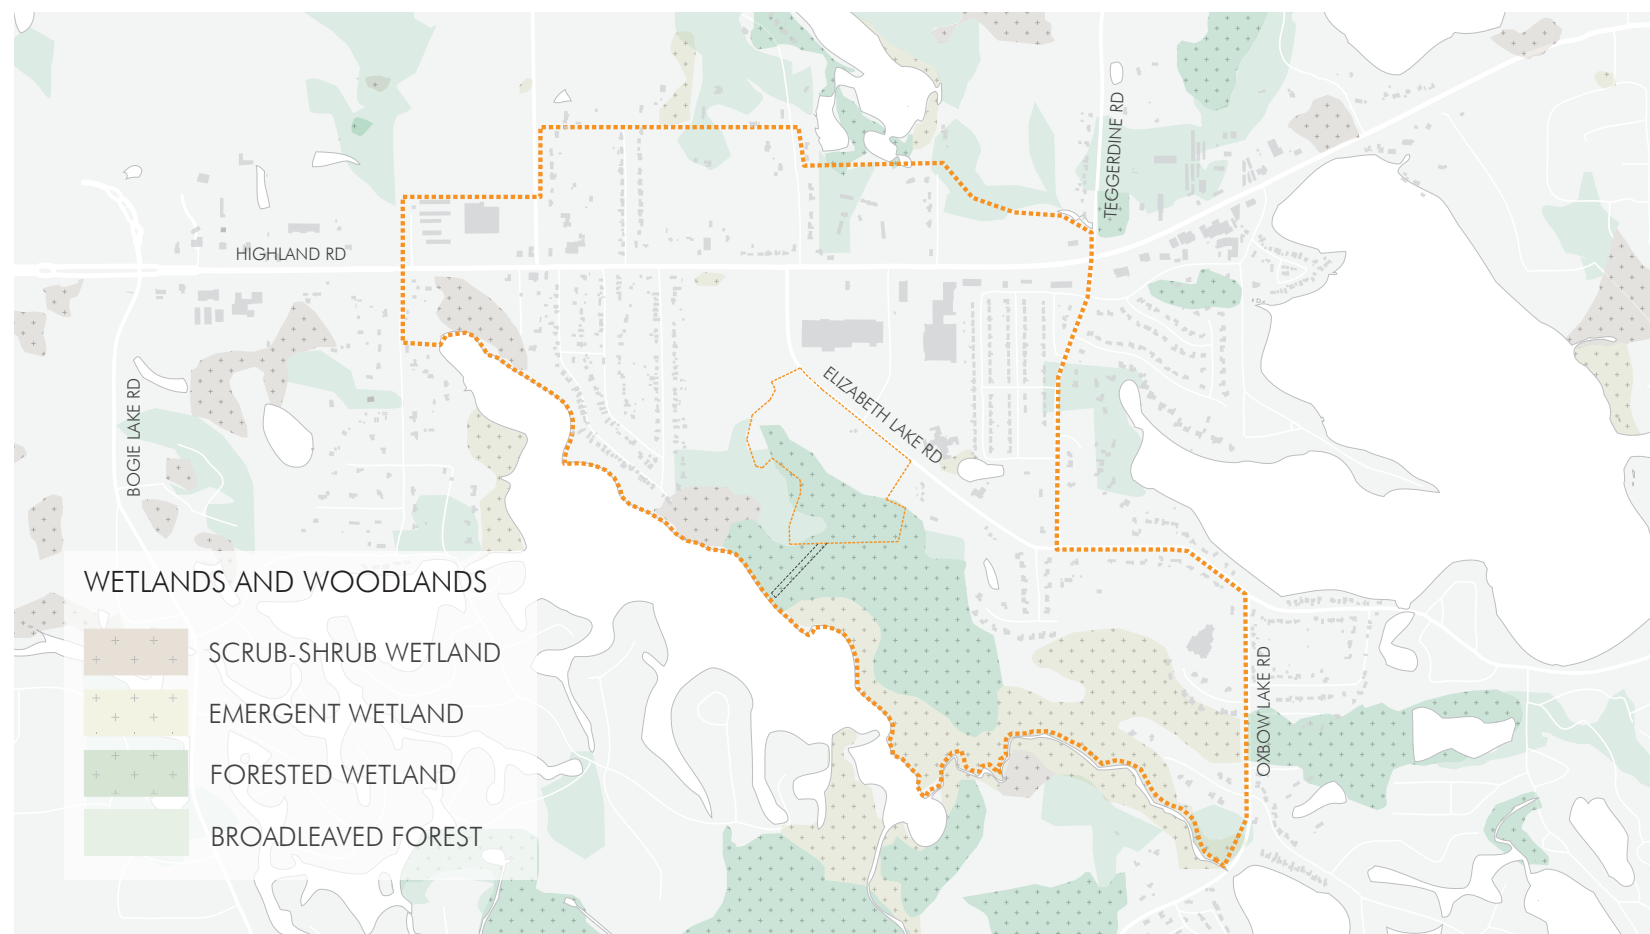 TEGGERDINE RD
HIGHLAND RD
BOGIE LAKE RD
ELIZABETH LAKE RD
WETLANDS AND WOODLANDS
SCRUB-SHRUB WETLAND
EMERGENT WETLAND
FORESTED WETLAND
BROADLEAVED FOREST
OXBOW LAKE RD